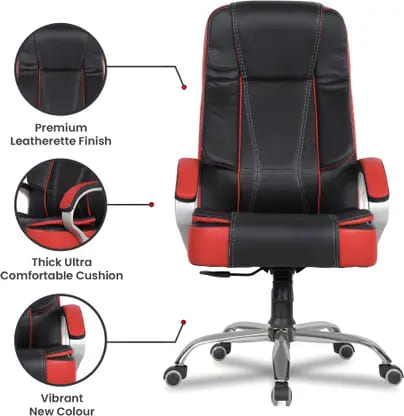 Premium
Leatherette Finish
Thick Ultra
Comfortable Cushion
Vibrant
New Colour